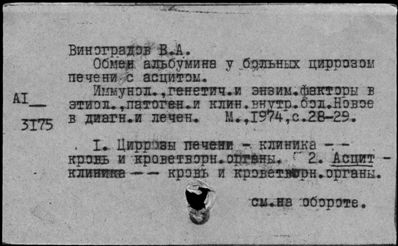 Виноградов В.А.
Обмен альбумина у больных циррозом
печени с асцитом.
Иммунол.,генетич.и энзим.факторы в
AI__ этиол.,патоген.и клин.внутр.бол.Новое
3175 в диагн.и лечен. М.,1974,с.28-29.
1. Циррозы печени - клиника --
кровь и кроветворн.органы. 2. Асцит -
клиника -- кровь и кроветворн.органы.
см.на обороте.